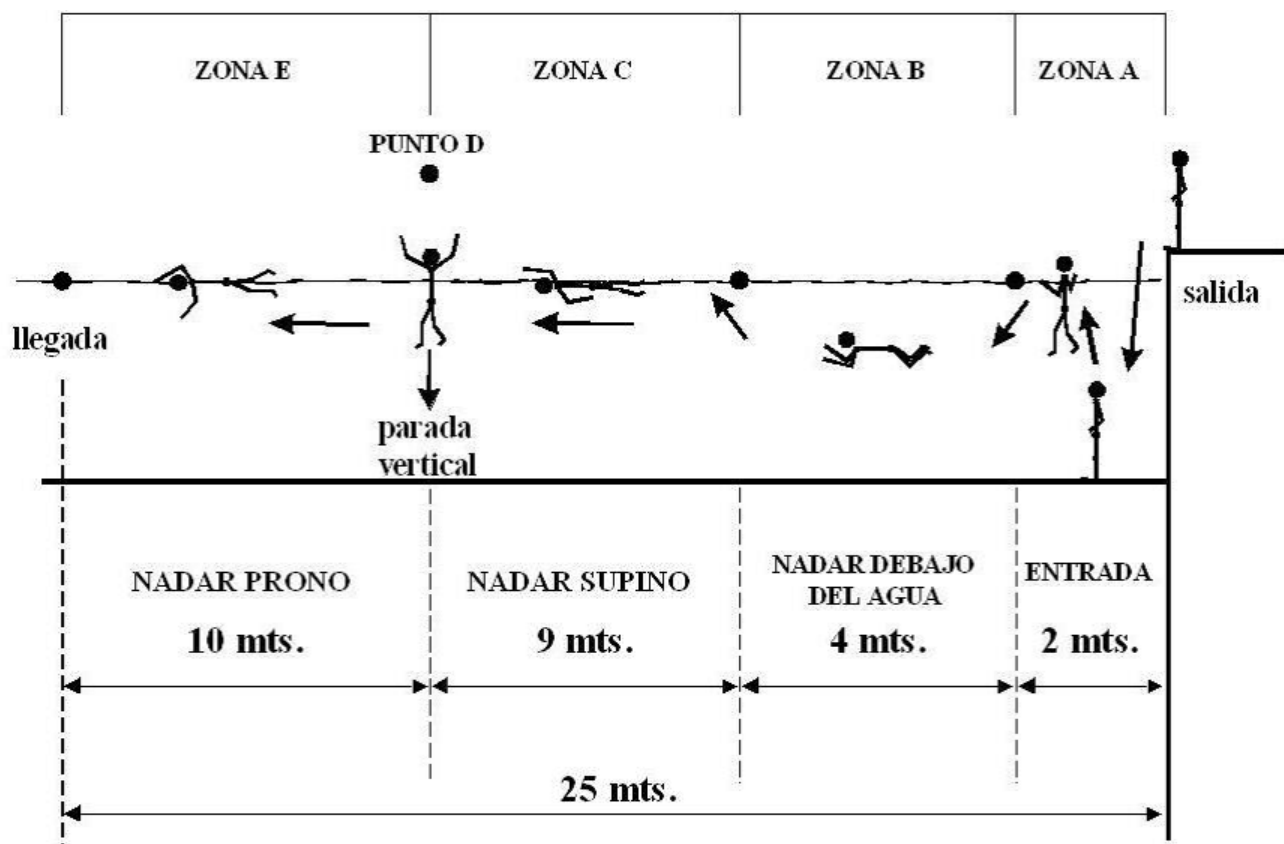 ZONA E
ZONA C
ZONA B
ZONA A
PUNTO D
salida
llegada
parada
vertical
NADAR PRONO
10 mts.
NADAR SUPINO
9 mts.
NADAR DEBAJO
DEL AGUA
4 mts.
ENTRADA
2 mts.
25 mts.